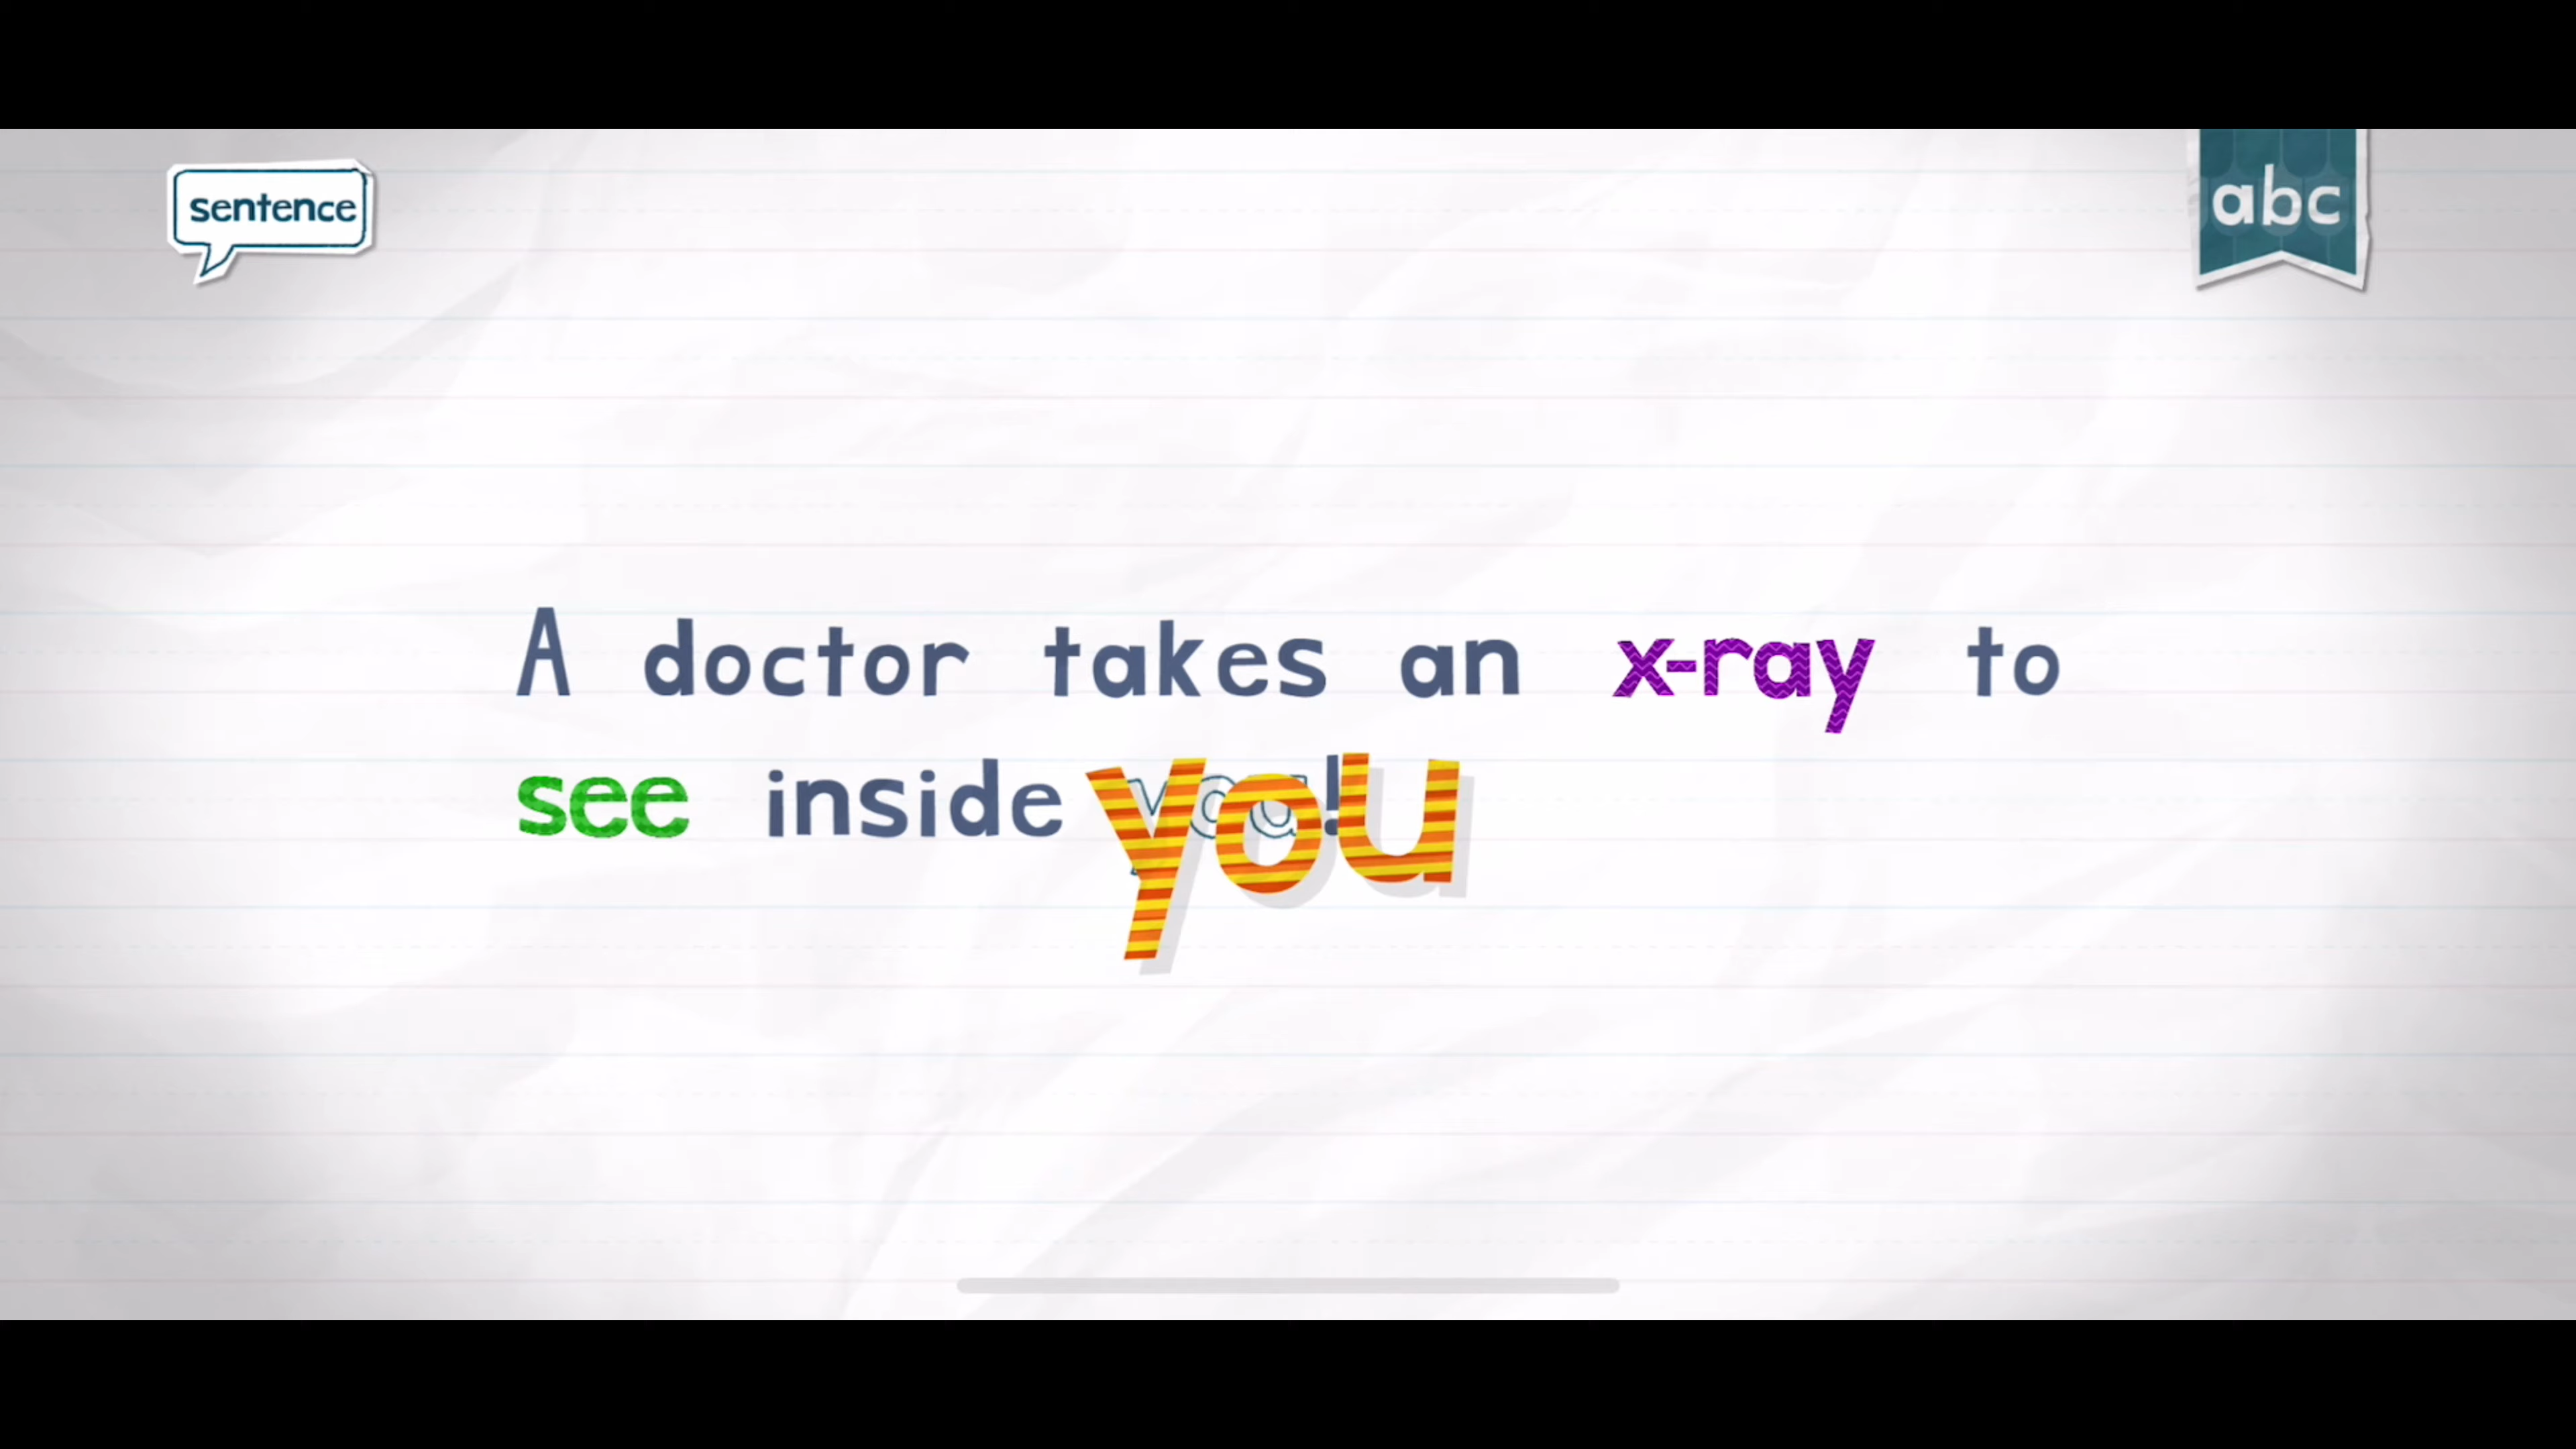 sentence
abc
A doctor takes an x-ray to
see inside you!